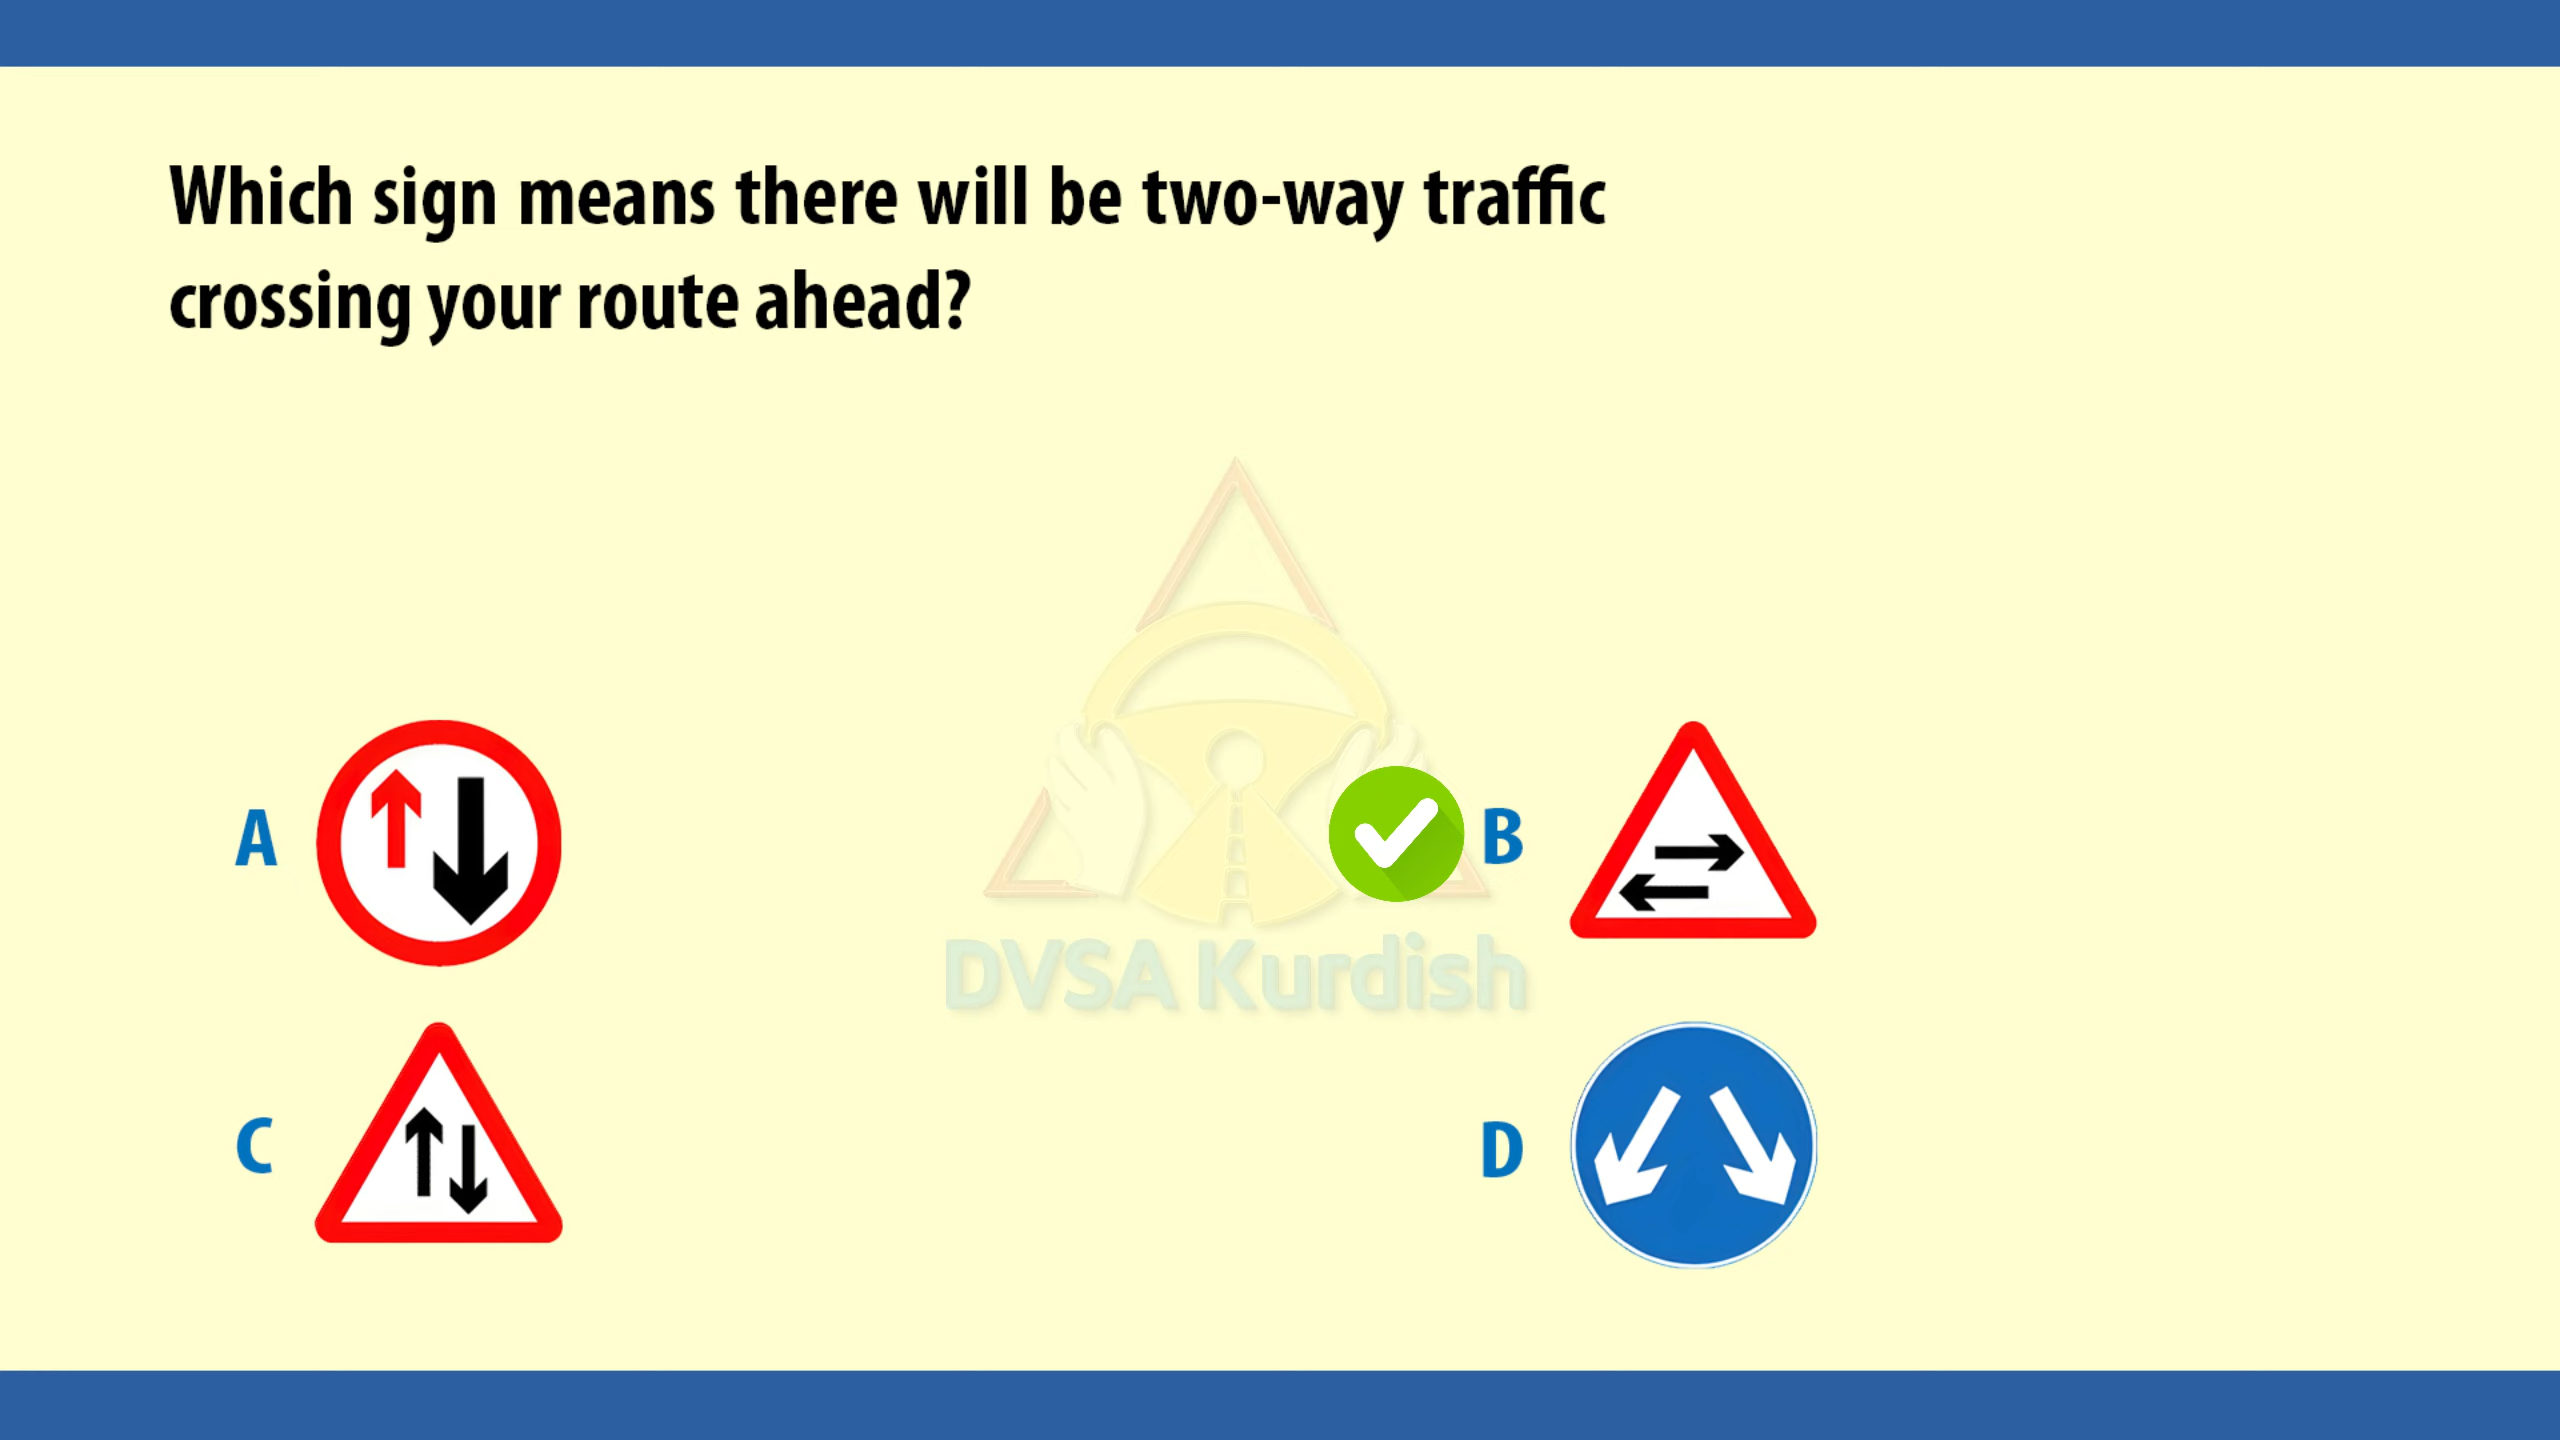 Which sign means there will be two-way traffic
crossing your route ahead?
A
B
DVSA Kurdish
C
D